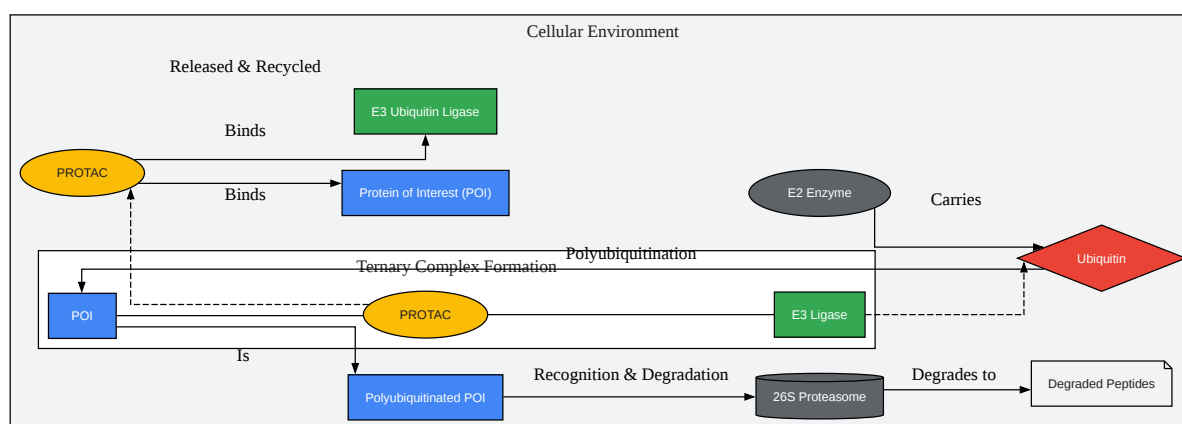 Cellular Environment
Released & Recycled
E3 Ubiquitin Ligase
Binds
PROTAC
Binds
Protein of Interest (POI)
E2 Enzyme
Carries
Polyubiquitination
Ubiquitin
Ternary Complex Formation
POI
PROTAC
E3 Ligase
Is
Polyubiquitinated POI
Recognition & Degradation
26S Proteasome
Degrades to
Degraded Peptides